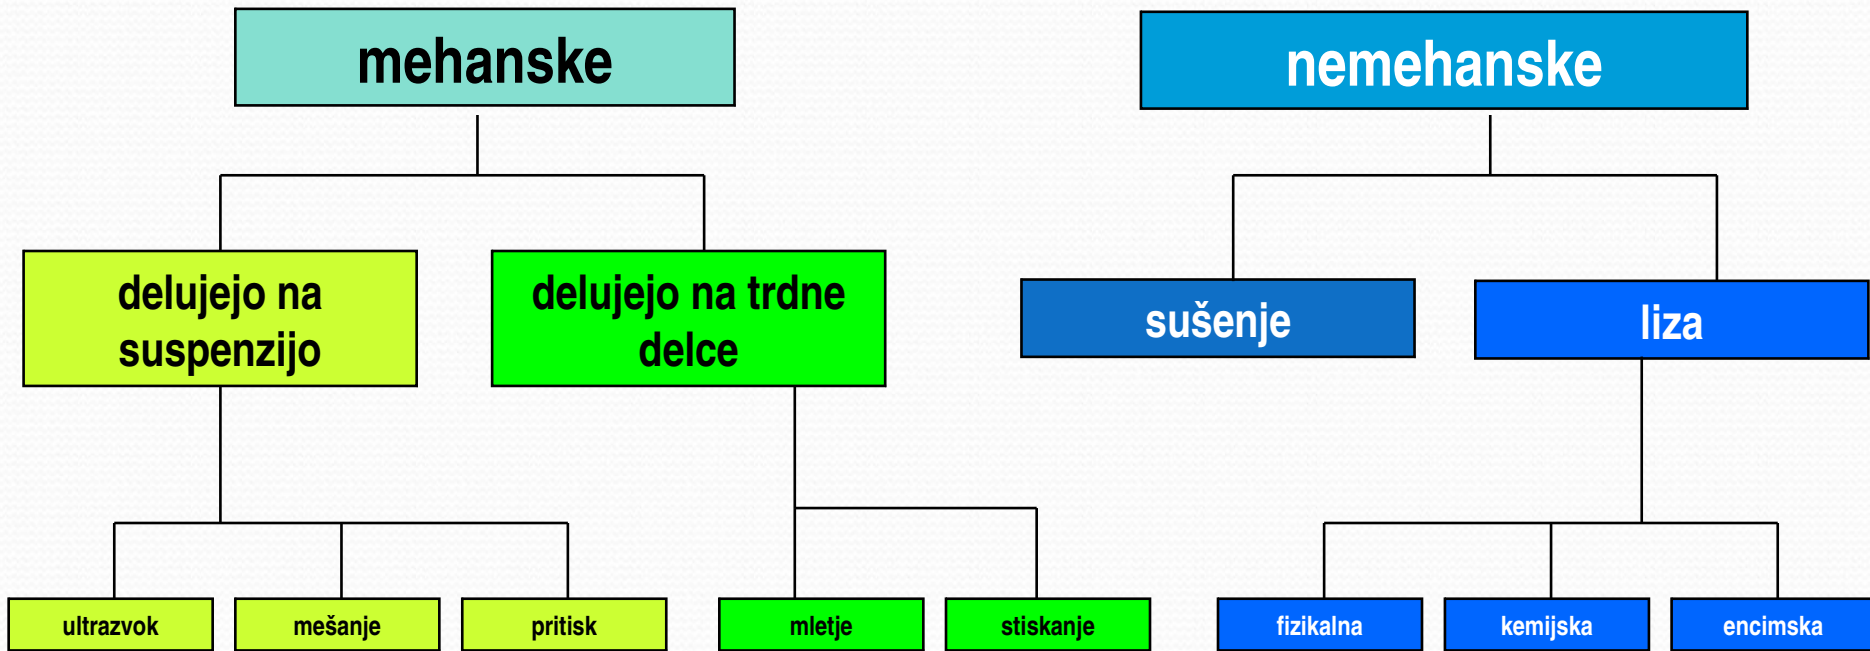 mehanske
nemehanske
delujejo na
suspenzijo
delujejo na trdne
delce
sušenje
liza
ultrazvok
mešanje
pritisk
mletje
stiskanje
fizikalna
kemijska
encimska